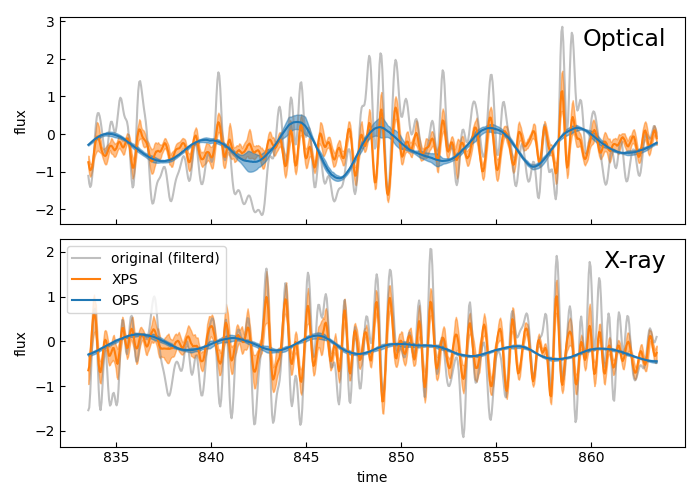 Optical
flux
3
2
1
0
−1
−2
X-ray
original (filterd)
XPS
OPS
flux
2
1
0
−1
−2
835 840 845 850 855 860
time